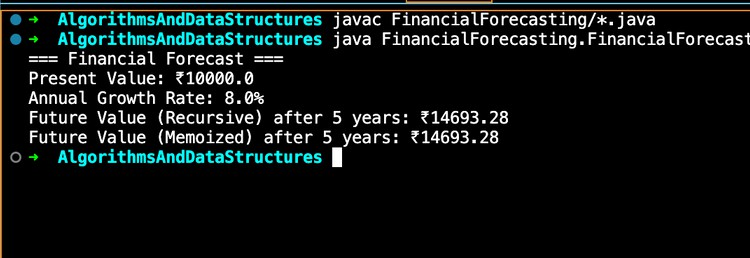 ➜ AlgorithmsAndDataStructures javac FinancialForecasting/*.java
➜ AlgorithmsAndDataStructures java FinancialForecasting.FinancialForecast
=== Financial Forecast ===
Present Value: ₹10000.0
Annual Growth Rate: 8.0%
Future Value (Recursive) after 5 years: ₹14693.28
Future Value (Memoized) after 5 years: ₹14693.28
➜ AlgorithmsAndDataStructures